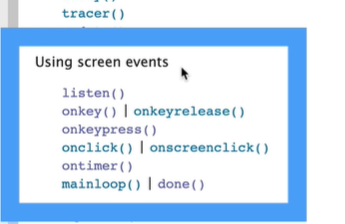 tracer()
Using screen events
listen()
onkey() | onkeyrelease()
onkeypress()
onclick() | onscreenclick()
ontimer()
mainloop() | done()